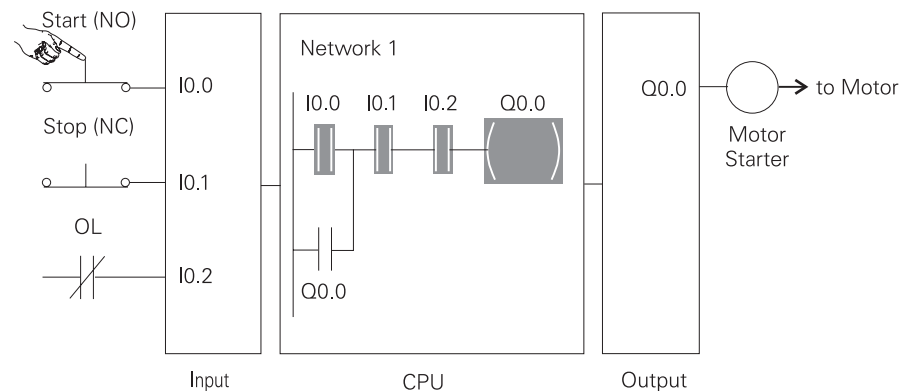 Start (NO)
I0.0
Stop (NC)
I0.1
OL
I0.2
Input
Network 1
I0.0 I0.1 I0.2 Q0.0
Q0.0
CPU
Q0.0
Output
to Motor
Motor
Starter